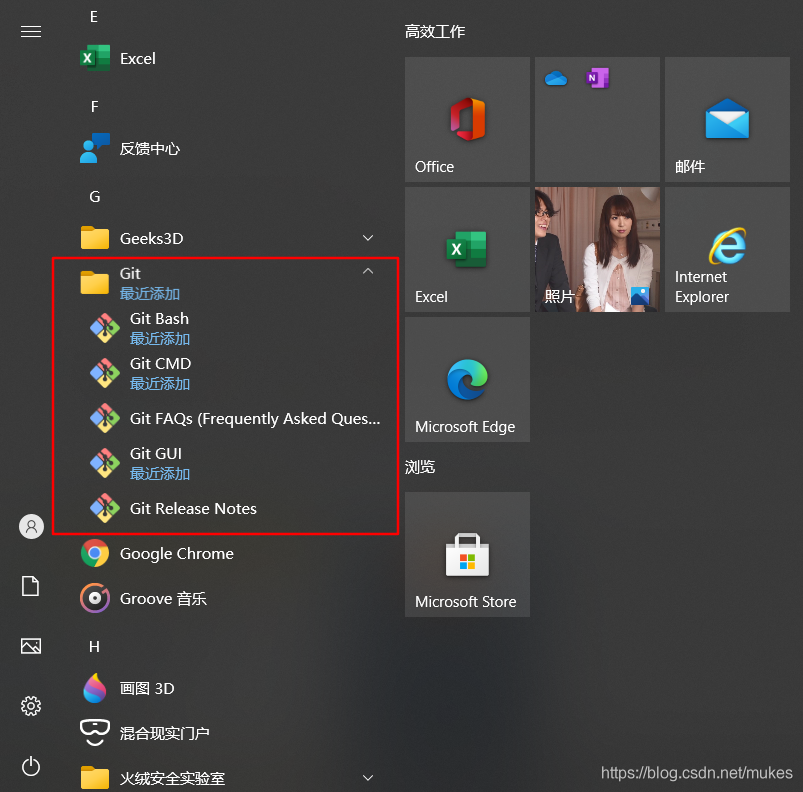 E
Excel
F
反馈中心
G
Geeks3D
Git
最近添加
Git Bash
最近添加
Git CMD
最近添加
Git FAQs (Frequently Asked Ques...
Git GUI
最近添加
Git Release Notes
Google Chrome
Groove 音乐
H
画图 3D
混合现实门户
火绒安全实验室
高效工作
Office
邮件
Excel
照片
Internet
Explorer
Microsoft Edge
浏览
Microsoft Store
https://blog.csdn.net/mukes